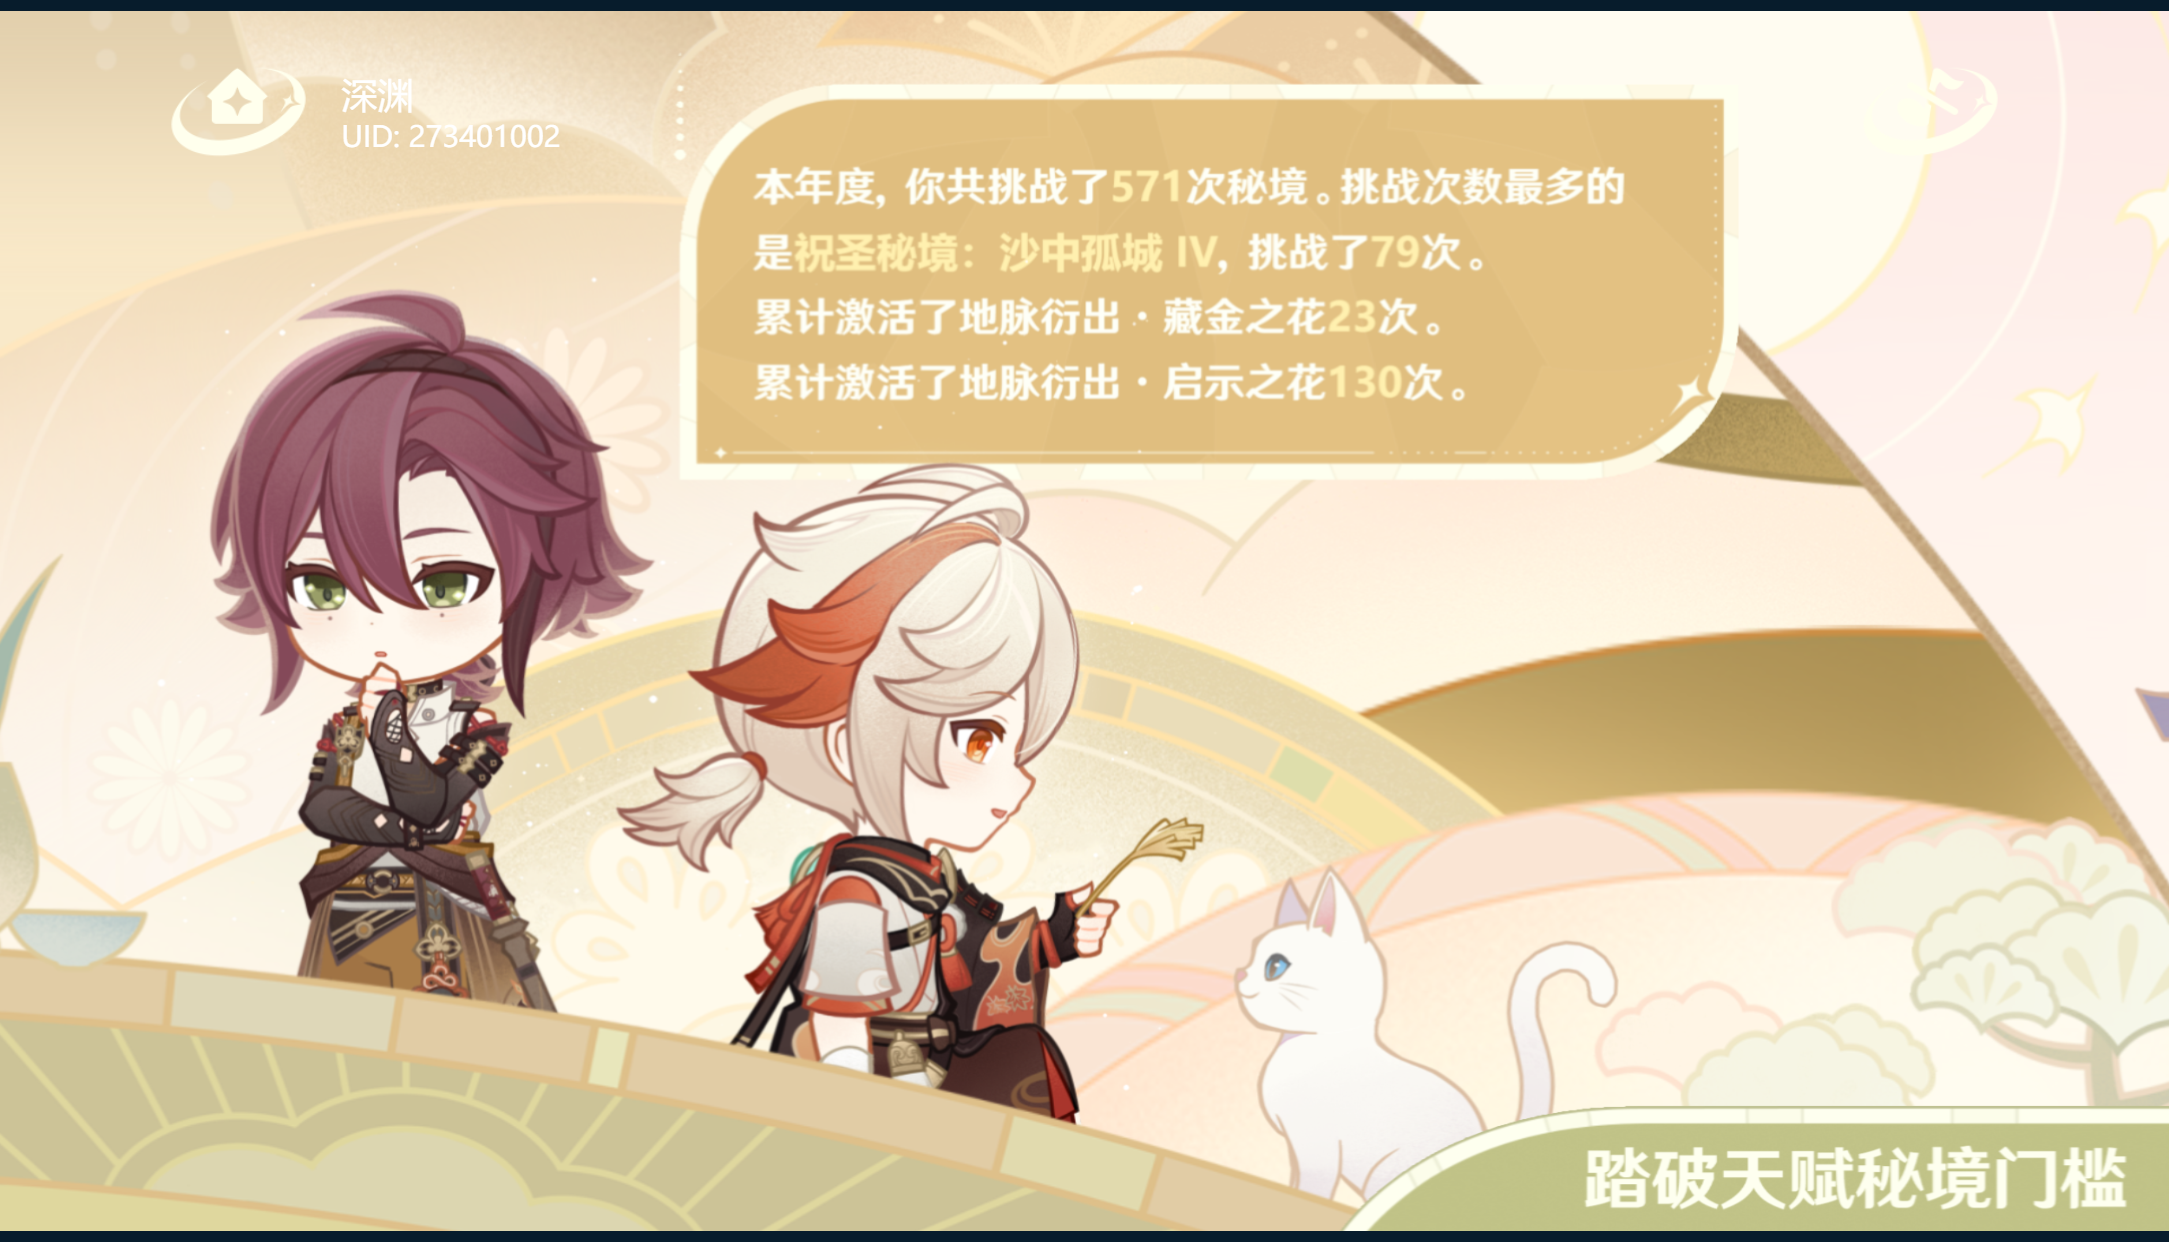 深渊
UID: 273401002
本年度，你共挑战了571次秘境。挑战次数最多的
是祝圣秘境：沙中孤城 IV，挑战了79次。
累计激活了地脉衍出·藏金之花23次。
累计激活了地脉衍出·启示之花130次。
踏破天赋秘境门槛